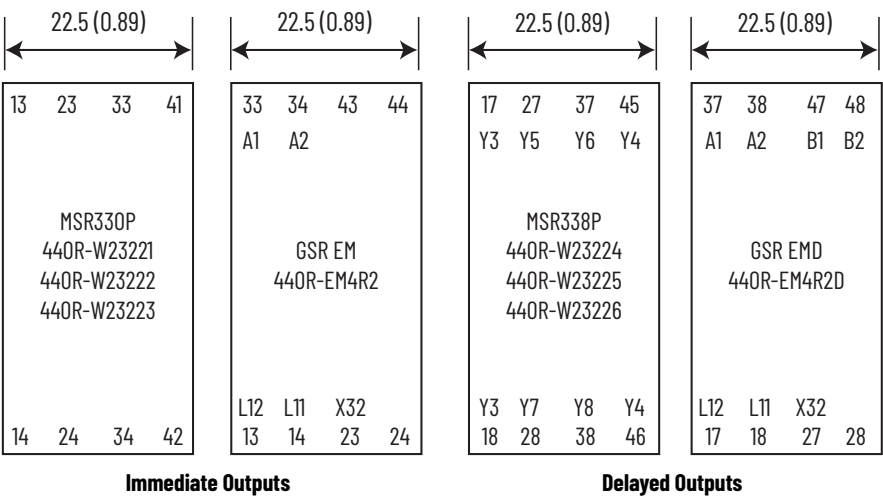 22.5 (0.89) 22.5 (0.89) 22.5 (0.89) 22.5 (0.89)
13 23 33 41
14 24 34 42
MSR330P
440R-W23221
440R-W23222
440R-W23223
33 34 43 44
A1 A2
GSR EM
440R-EM4R2
L12 L11 X32
13 14 23 24
17 27 37 45
Y3 Y5 Y6 Y4
MSR338P
440R-W23224
440R-W23225
440R-W23226
Y3 Y7 Y8 Y4
18 28 38 46
37 38 47 48
A1 A2 B1 B2
GSR EMD
440R-EM4R2D
L12 L11 X32
17 18 27 28
Immediate Outputs
Delayed Outputs